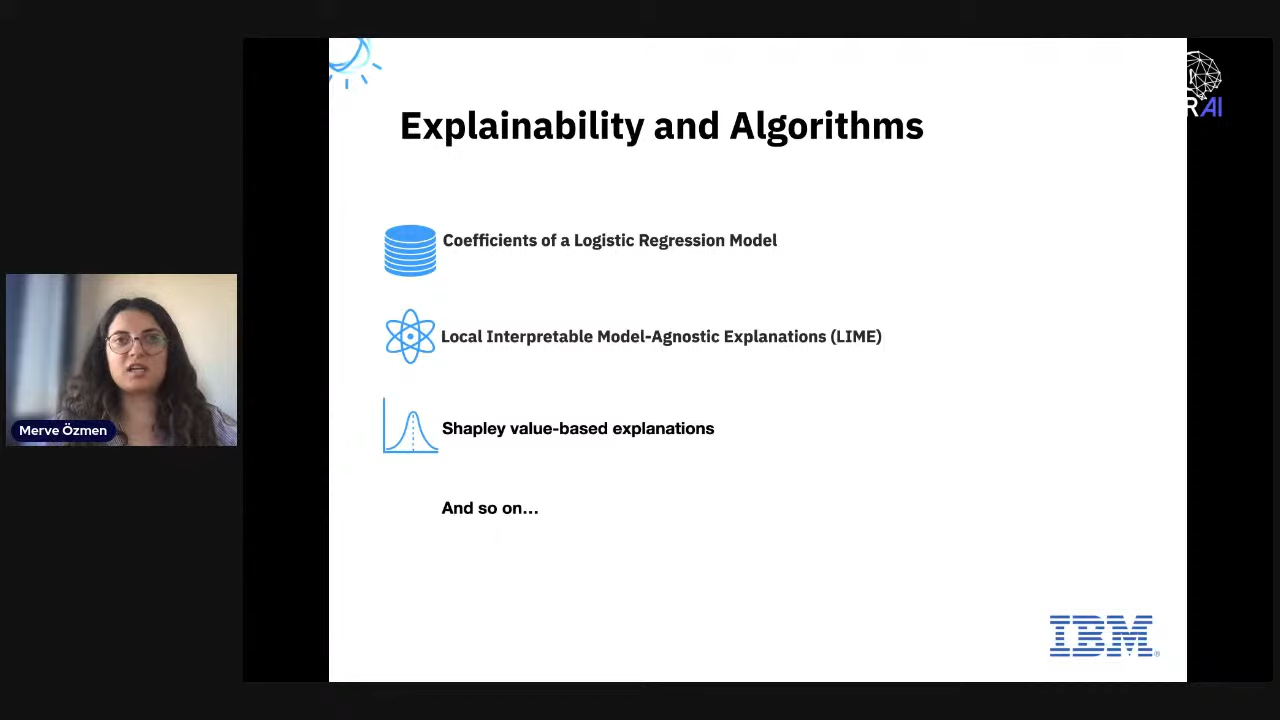 Explainability and Algorithms
Coefficients of a Logistic Regression Model
Local Interpretable Model-Agnostic Explanations (LIME)
Shapley value-based explanations
And so on...
Merve Özmen
IBM